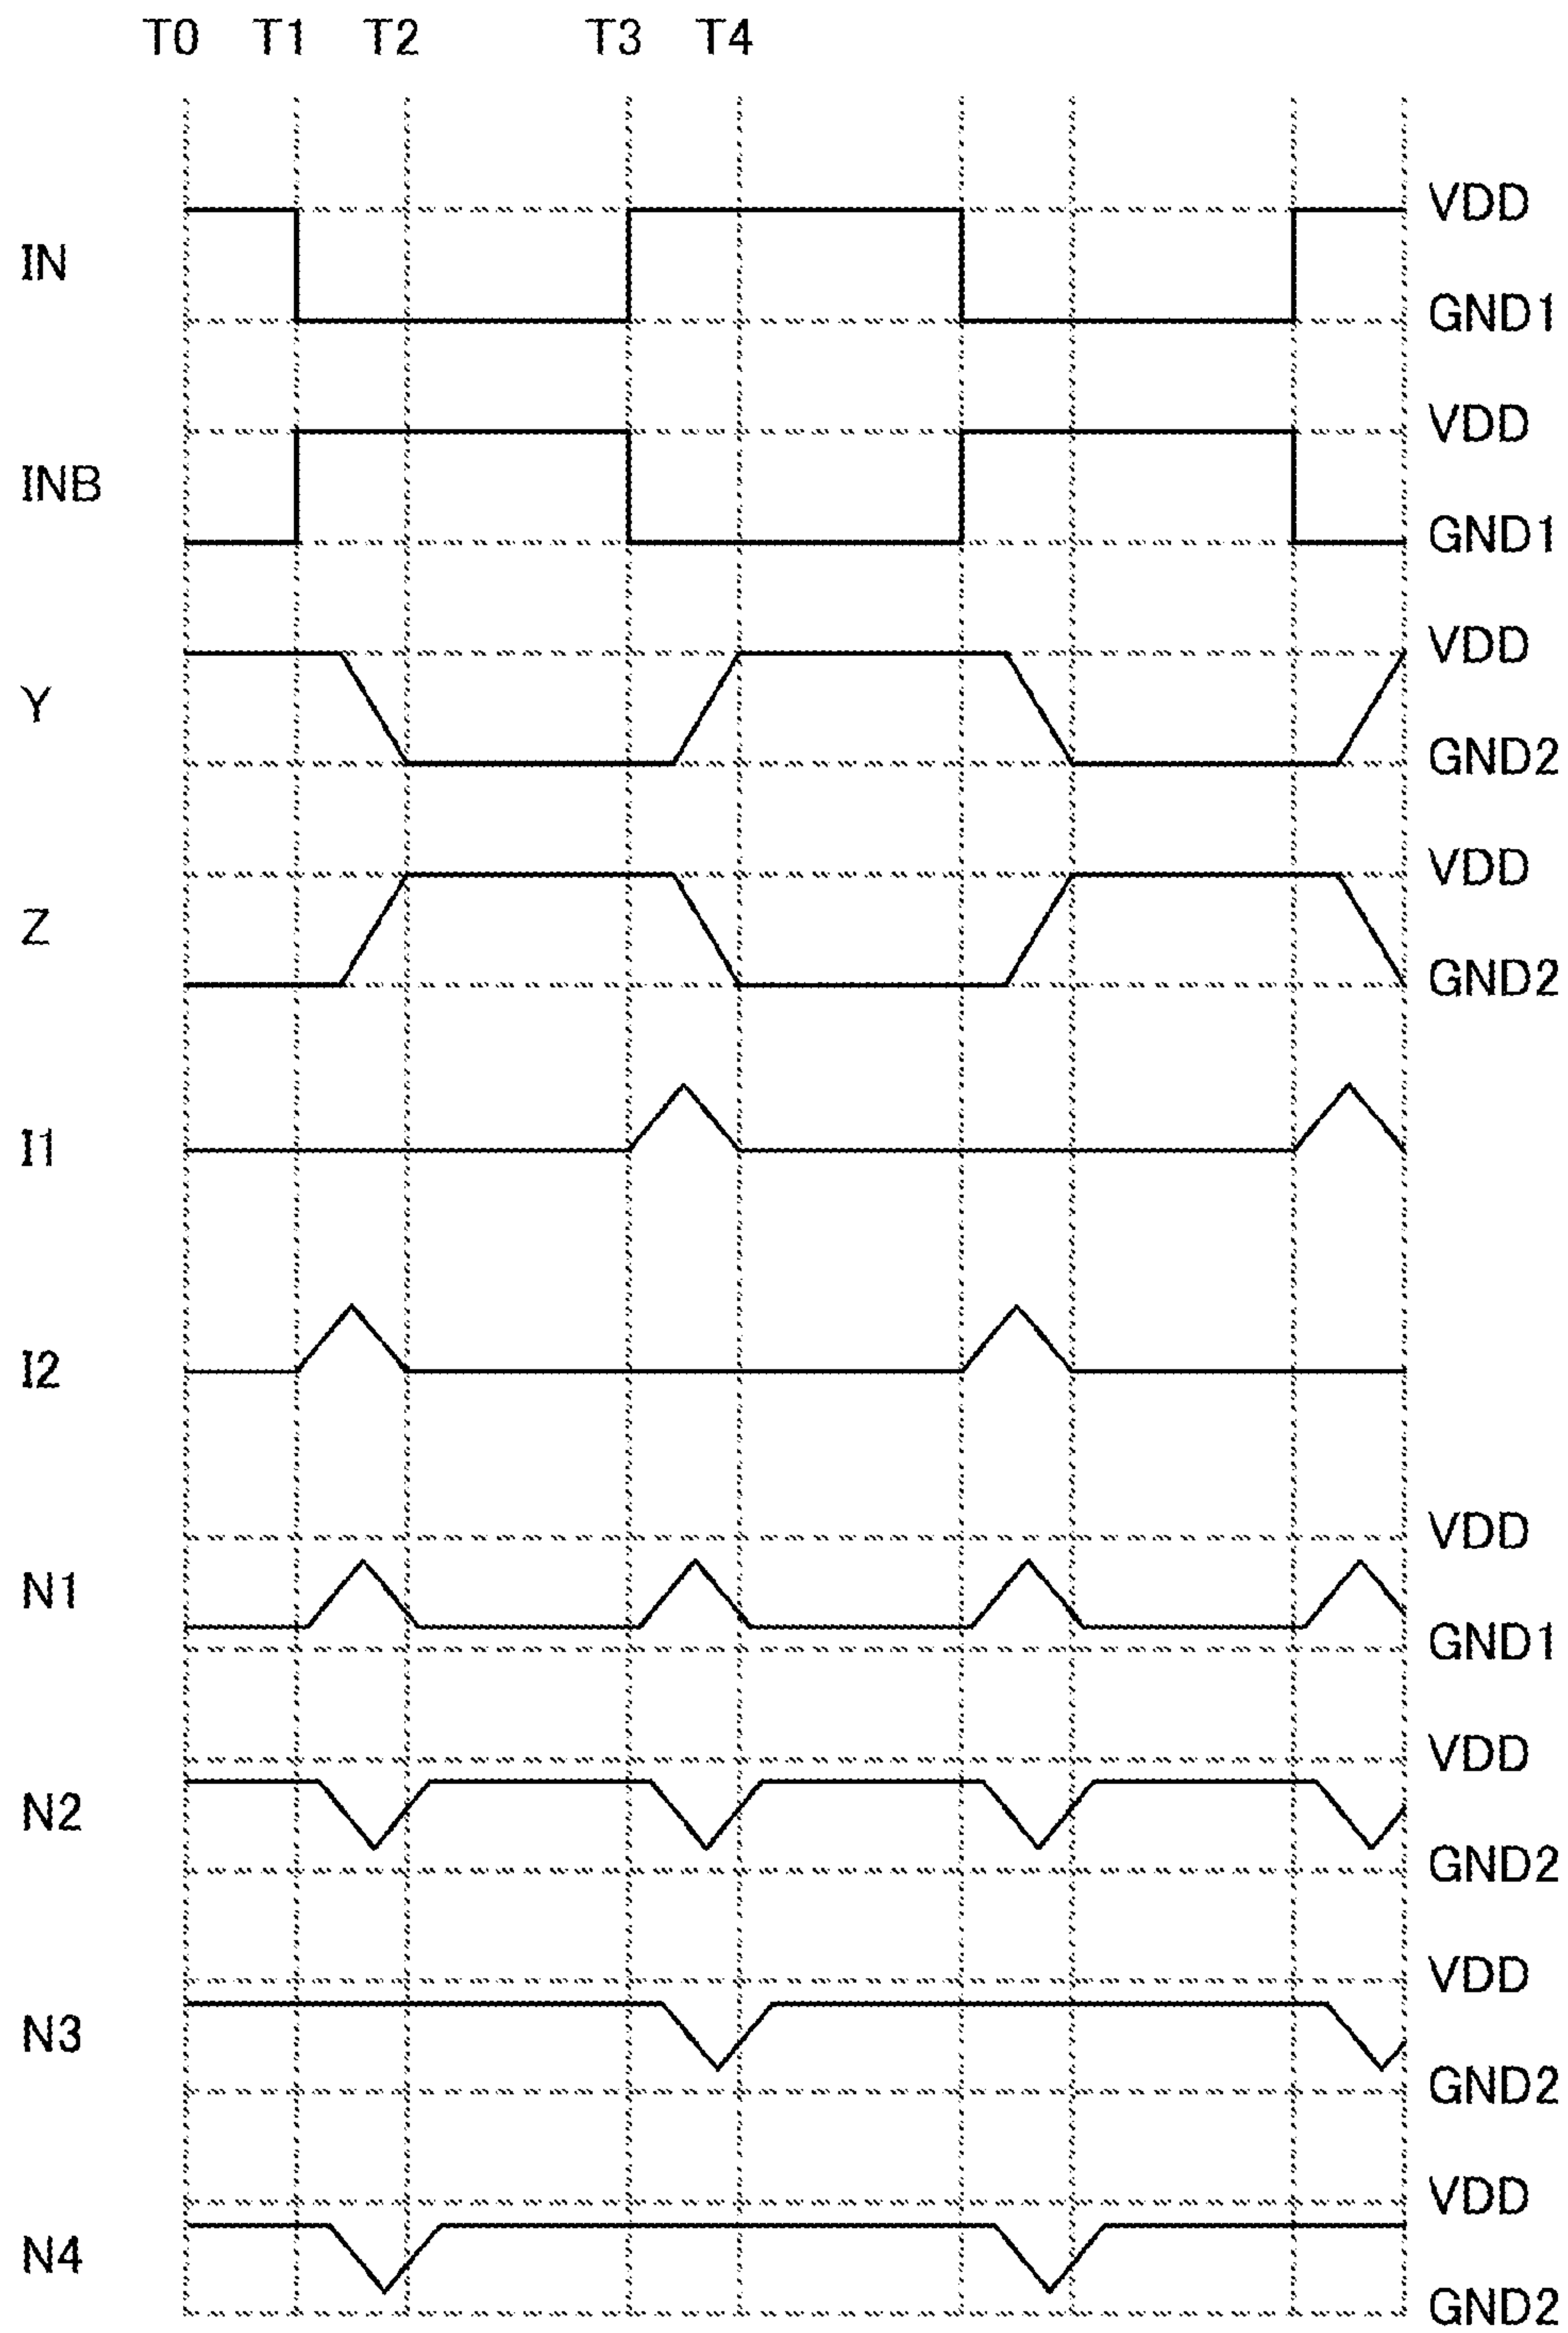 T0 T1 T2 T3 T4
VDD
IN
GND1
VDD
INB
GND1
VDD
Y
GND2
VDD
Z
GND2
I1
I2
VDD
N1
GND1
VDD
N2
GND2
VDD
N3
GND2
VDD
N4
GND2